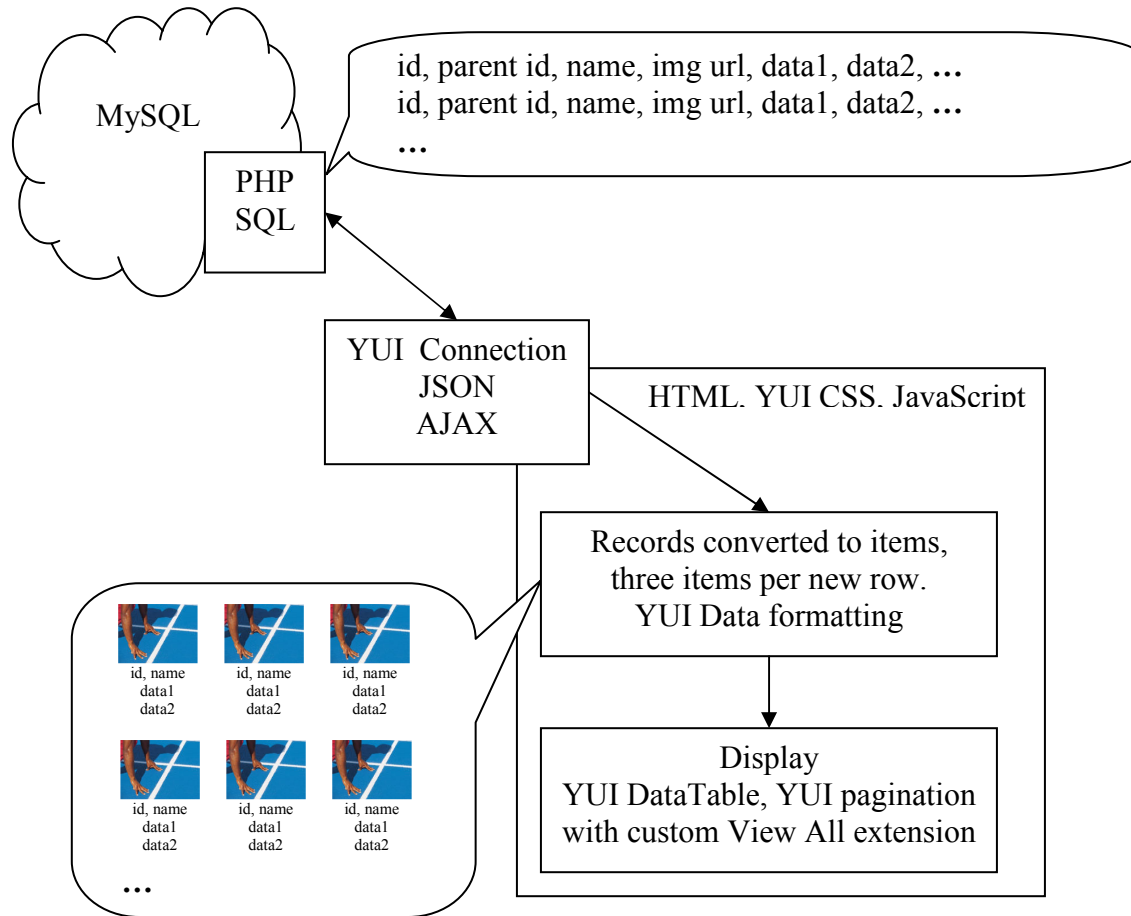 MySQL
id, parent id, name, img url, data1, data2, ...
id, parent id, name, img url, data1, data2, ...
...
PHP
SQL
YUI Connection
JSON
AJAX
HTML, YUI CSS, JavaScript
Records converted to items,
three items per new row.
YUI Data formatting
id, name
data1
data2
id, name
data1
data2
id, name
data1
data2
id, name
data1
data2
id, name
data1
data2
id, name
data1
data2
...
Display
YUI DataTable, YUI pagination
with custom View All extension